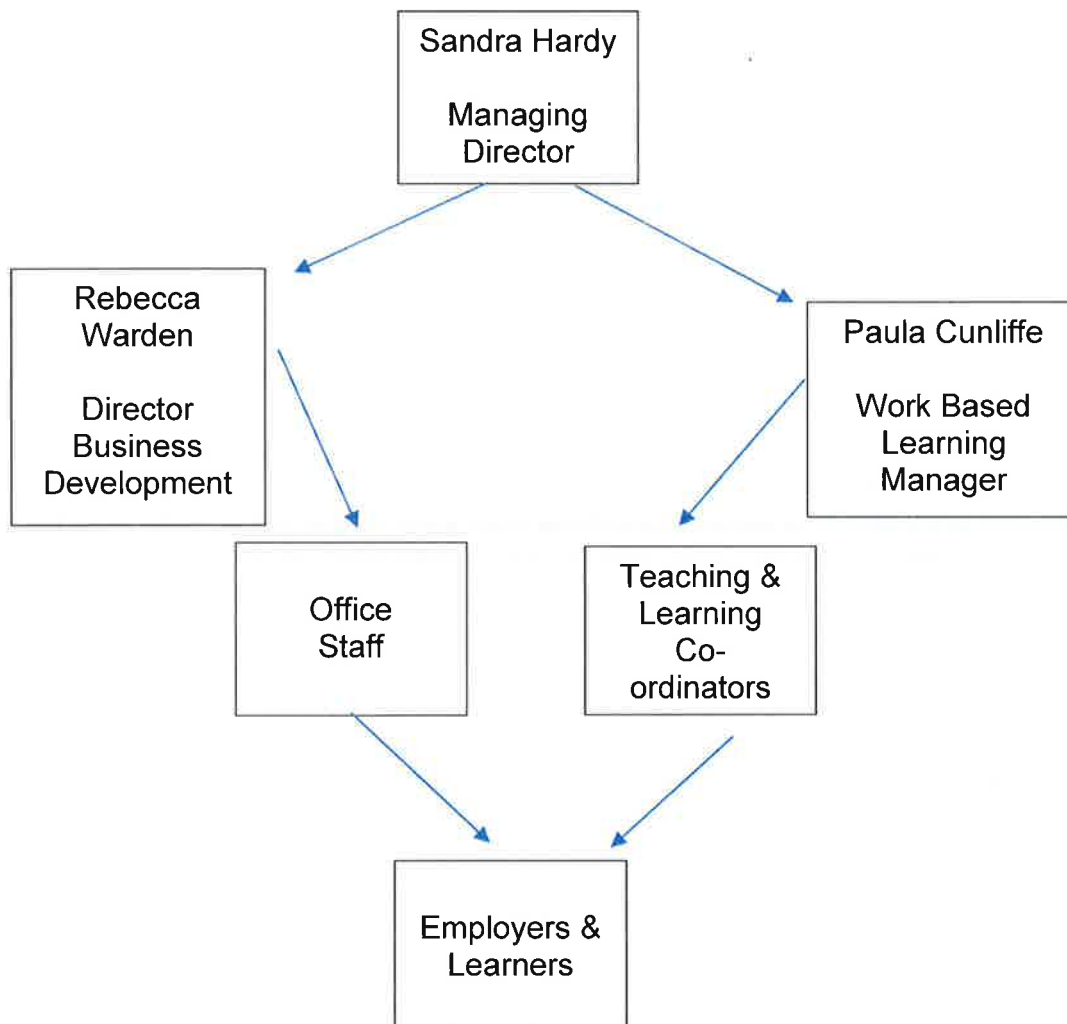 Sandra Hardy
Managing
Director
Rebecca
Warden
Director
Business
Development
Paula Cunliffe
Work Based
Learning
Manager
Office
Staff
Teaching &
Learning
Co-
ordinators
Employers &
Learners